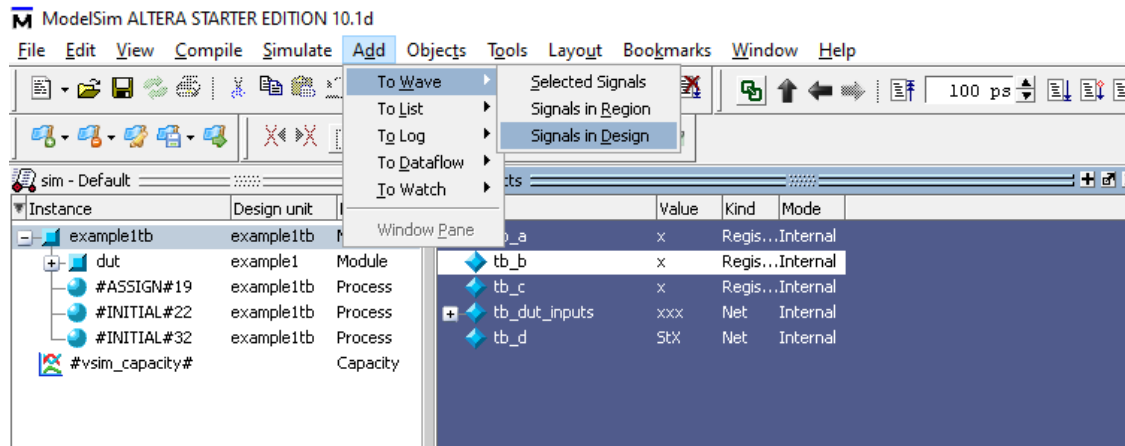 ModelSim ALTERA STARTER EDITION 10.1d
File Edit View Compile Simulate Add Objects Tools Layout Bookmarks Window Help
To Wave Selected Signals
100 ps
To List Signals in Region
To Log Signals in Design
To Dataflow
sim - Default
To Watch
Instance Design unit Value Kind Mode
Window Pane
example1tb example1tb x Regis... Internal
dut example1 Module tb_b x Regis... Internal
#ASSIGN#19 example1tb Process tb_c x Regis... Internal
#INITIAL#22 example1tb Process tb_dut_inputs xxx Net Internal
#INITIAL#32 example1tb Process tb_d StX Net Internal
#vsim_capacity# Capacity